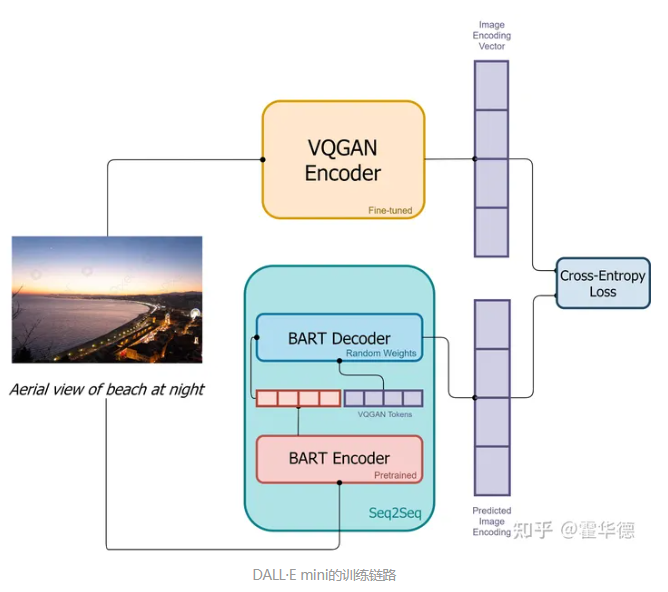 Image
Encoding
Vector
VQGAN
Encoder
Fine-tuned
Cross-Entropy
Loss
BART Decoder
Random Weights
VQGAN Tokens
Aerial view of beach at night
BART Encoder
Pretrained
Seq2Seq
Predicted
Image
Encoding
知乎 @霍华德
DALL·E mini的训练链路